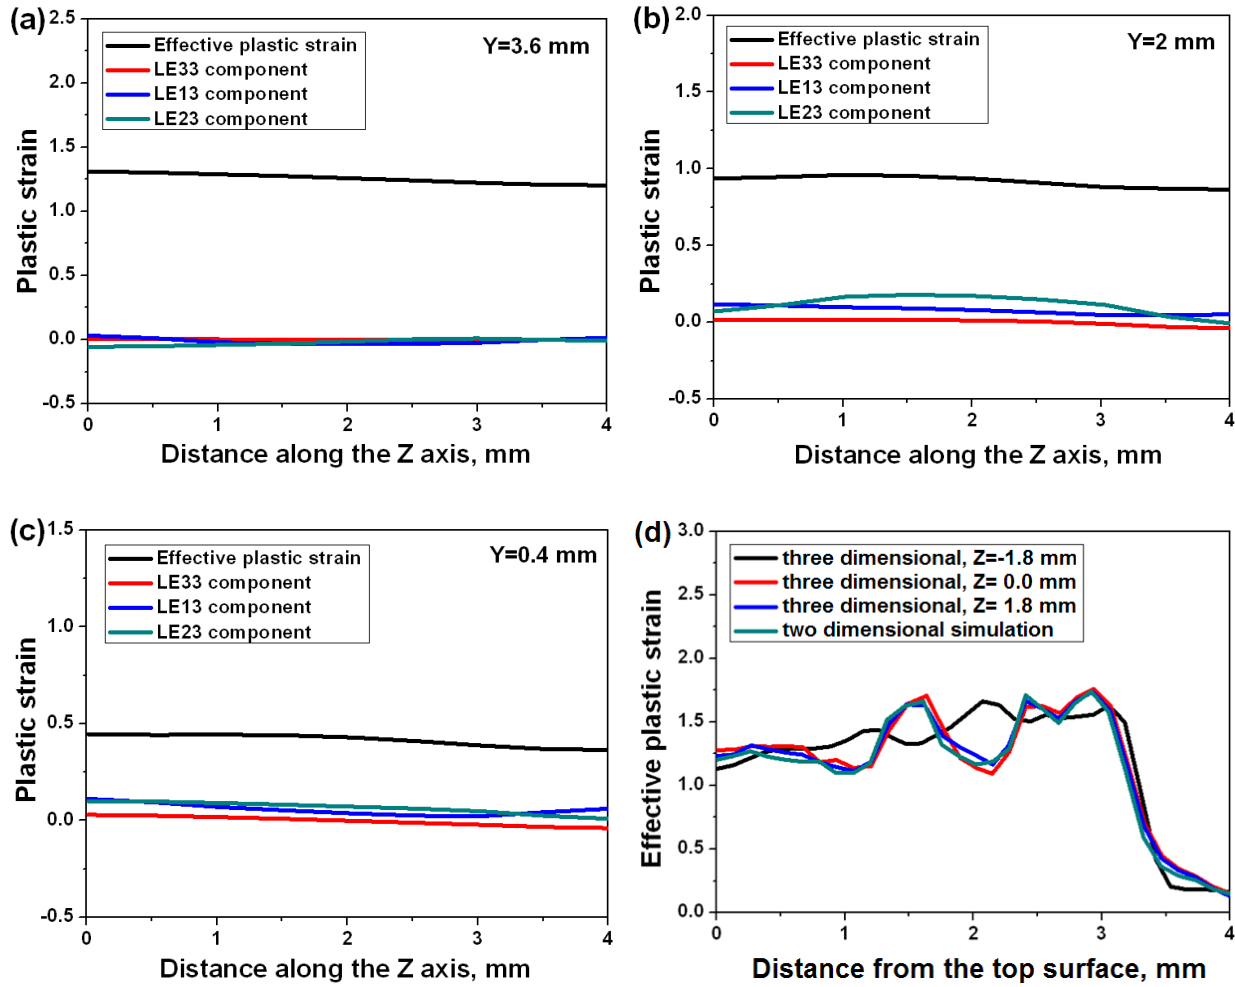 (a)
2.5
2.0
1.5
1.0
0.5
0.0
-0.5
Plastic strain
Effective plastic strain
LE33 component
LE13 component
LE23 component
Y=3.6 mm
0 1 2 3 4
Distance along the Z axis, mm
(b)
2.0
1.5
1.0
0.5
0.0
-0.5
Plastic strain
Effective plastic strain
LE33 component
LE13 component
LE23 component
Y=2 mm
0 1 2 3 4
Distance along the Z axis, mm
(c)
1.5
1.0
0.5
0.0
-0.5
Plastic strain
Effective plastic strain
LE33 component
LE13 component
LE23 component
Y=0.4 mm
0 1 2 3 4
Distance along the Z axis, mm
(d)
3.0
2.5
2.0
1.5
1.0
0.5
0.0
Effective plastic strain
three dimensional, Z=-1.8 mm
three dimensional, Z= 0.0 mm
three dimensional, Z= 1.8 mm
two dimensional simulation
0 1 2 3 4
Distance from the top surface, mm